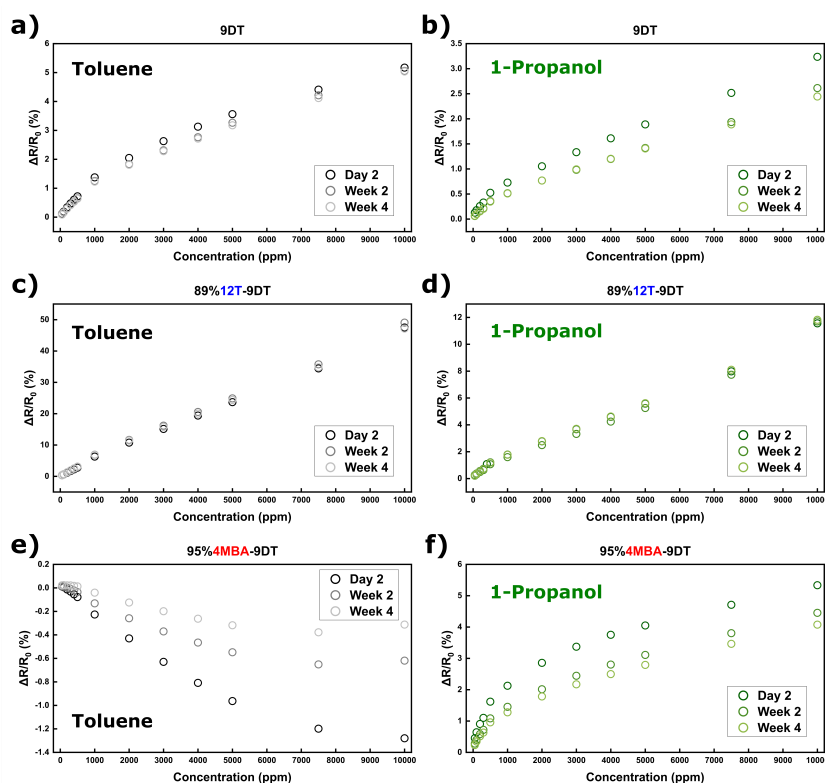 a)
9DT
Toluene
6
5
4
3
2
1
0
ΔR/R0 (%)
Day 2
Week 2
Week 4
0 1000 2000 3000 4000 5000 6000 7000 8000 9000 10000
Concentration (ppm)
b)
9DT
1-Propanol
3.5
3.0
2.5
2.0
1.5
1.0
0.5
0.0
ΔR/R0 (%)
Day 2
Week 2
Week 4
0 1000 2000 3000 4000 5000 6000 7000 8000 9000 10000
Concentration (ppm)
c)
89%12T-9DT
Toluene
50
40
30
20
10
0
ΔR/R0 (%)
Day 2
Week 2
Week 4
0 1000 2000 3000 4000 5000 6000 7000 8000 9000 10000
Concentration (ppm)
d)
89%12T-9DT
1-Propanol
12
10
8
6
4
2
0
ΔR/R0 (%)
Day 2
Week 2
Week 4
0 1000 2000 3000 4000 5000 6000 7000 8000 9000 10000
Concentration (ppm)
e)
95%4MBA-9DT
0.0
-0.2
-0.4
-0.6
-0.8
-1.0
-1.2
-1.4
ΔR/R0 (%)
Day 2
Week 2
Week 4
Toluene
0 1000 2000 3000 4000 5000 6000 7000 8000 9000 10000
Concentration (ppm)
f)
95%4MBA-9DT
1-Propanol
6
5
4
3
2
1
0
ΔR/R0 (%)
Day 2
Week 2
Week 4
0 1000 2000 3000 4000 5000 6000 7000 8000 9000 1000
Concentration (ppm)